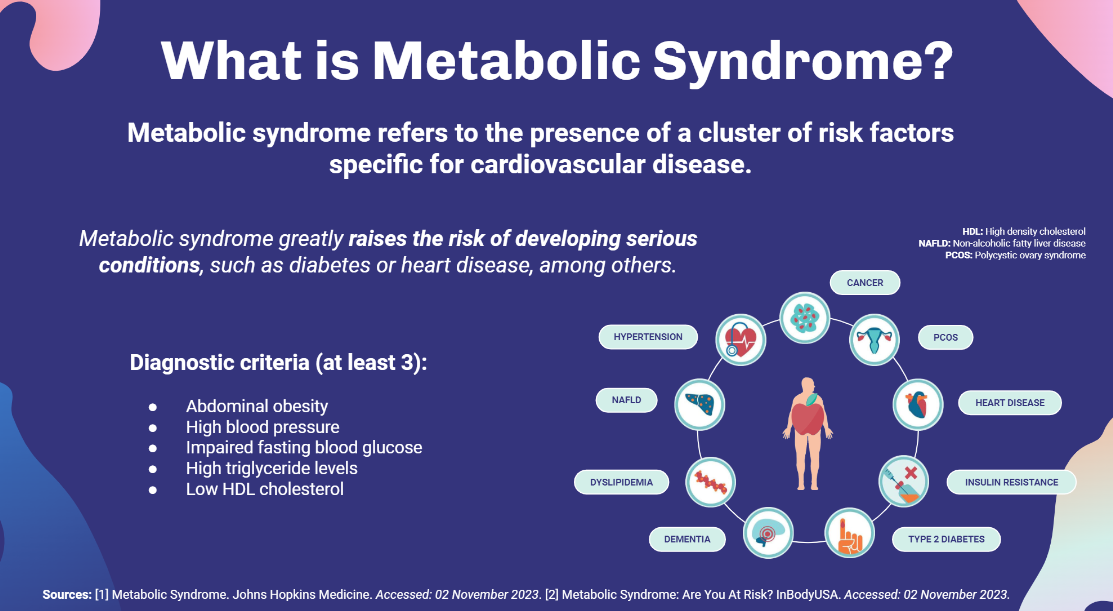 What is Metabolic Syndrome?
Metabolic syndrome refers to the presence of a cluster of risk factors
specific for cardiovascular disease.
Metabolic syndrome greatly raises the risk of developing serious
conditions, such as diabetes or heart disease, among others.
HDL: High density cholesterol
NAFLD: Non-alcoholic fatty liver disease
PCOS: Polycystic ovary syndrome
Diagnostic criteria (at least 3):
● Abdominal obesity
● High blood pressure
● Impaired fasting blood glucose
● High triglyceride levels
● Low HDL cholesterol
CANCER
HYPERTENSION
PCOS
NAFLD
HEART DISEASE
DYSLIPIDEMIA
INSULIN RESISTANCE
DEMENTIA
TYPE 2 DIABETES
Sources: [1] Metabolic Syndrome. Johns Hopkins Medicine. Accessed: 02 November 2023. [2] Metabolic Syndrome: Are You At Risk? InBodyUSA. Accessed: 02 November 2023.